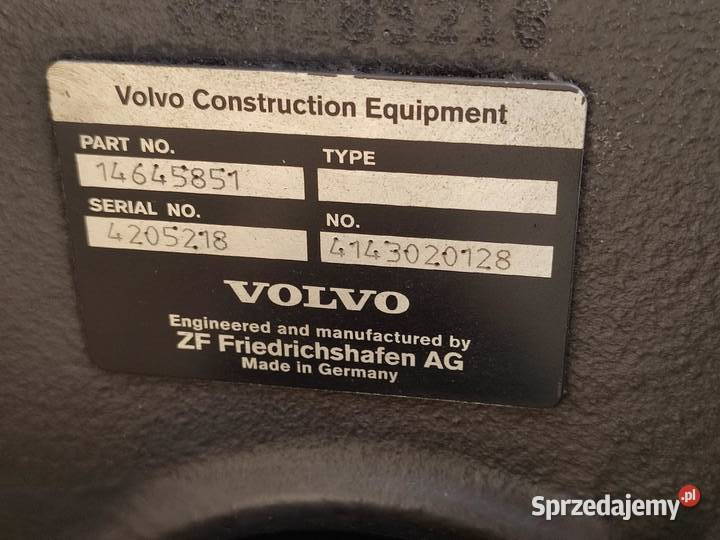 Volvo Construction Equipment
PART NO.
TYPE
14645851
SERIAL NO.
NO.
4205218
4143020128
VOLVO
Engineered and manufactured by
ZF Friedrichshafen AG
Made in Germany
Sprzedajemy.pl